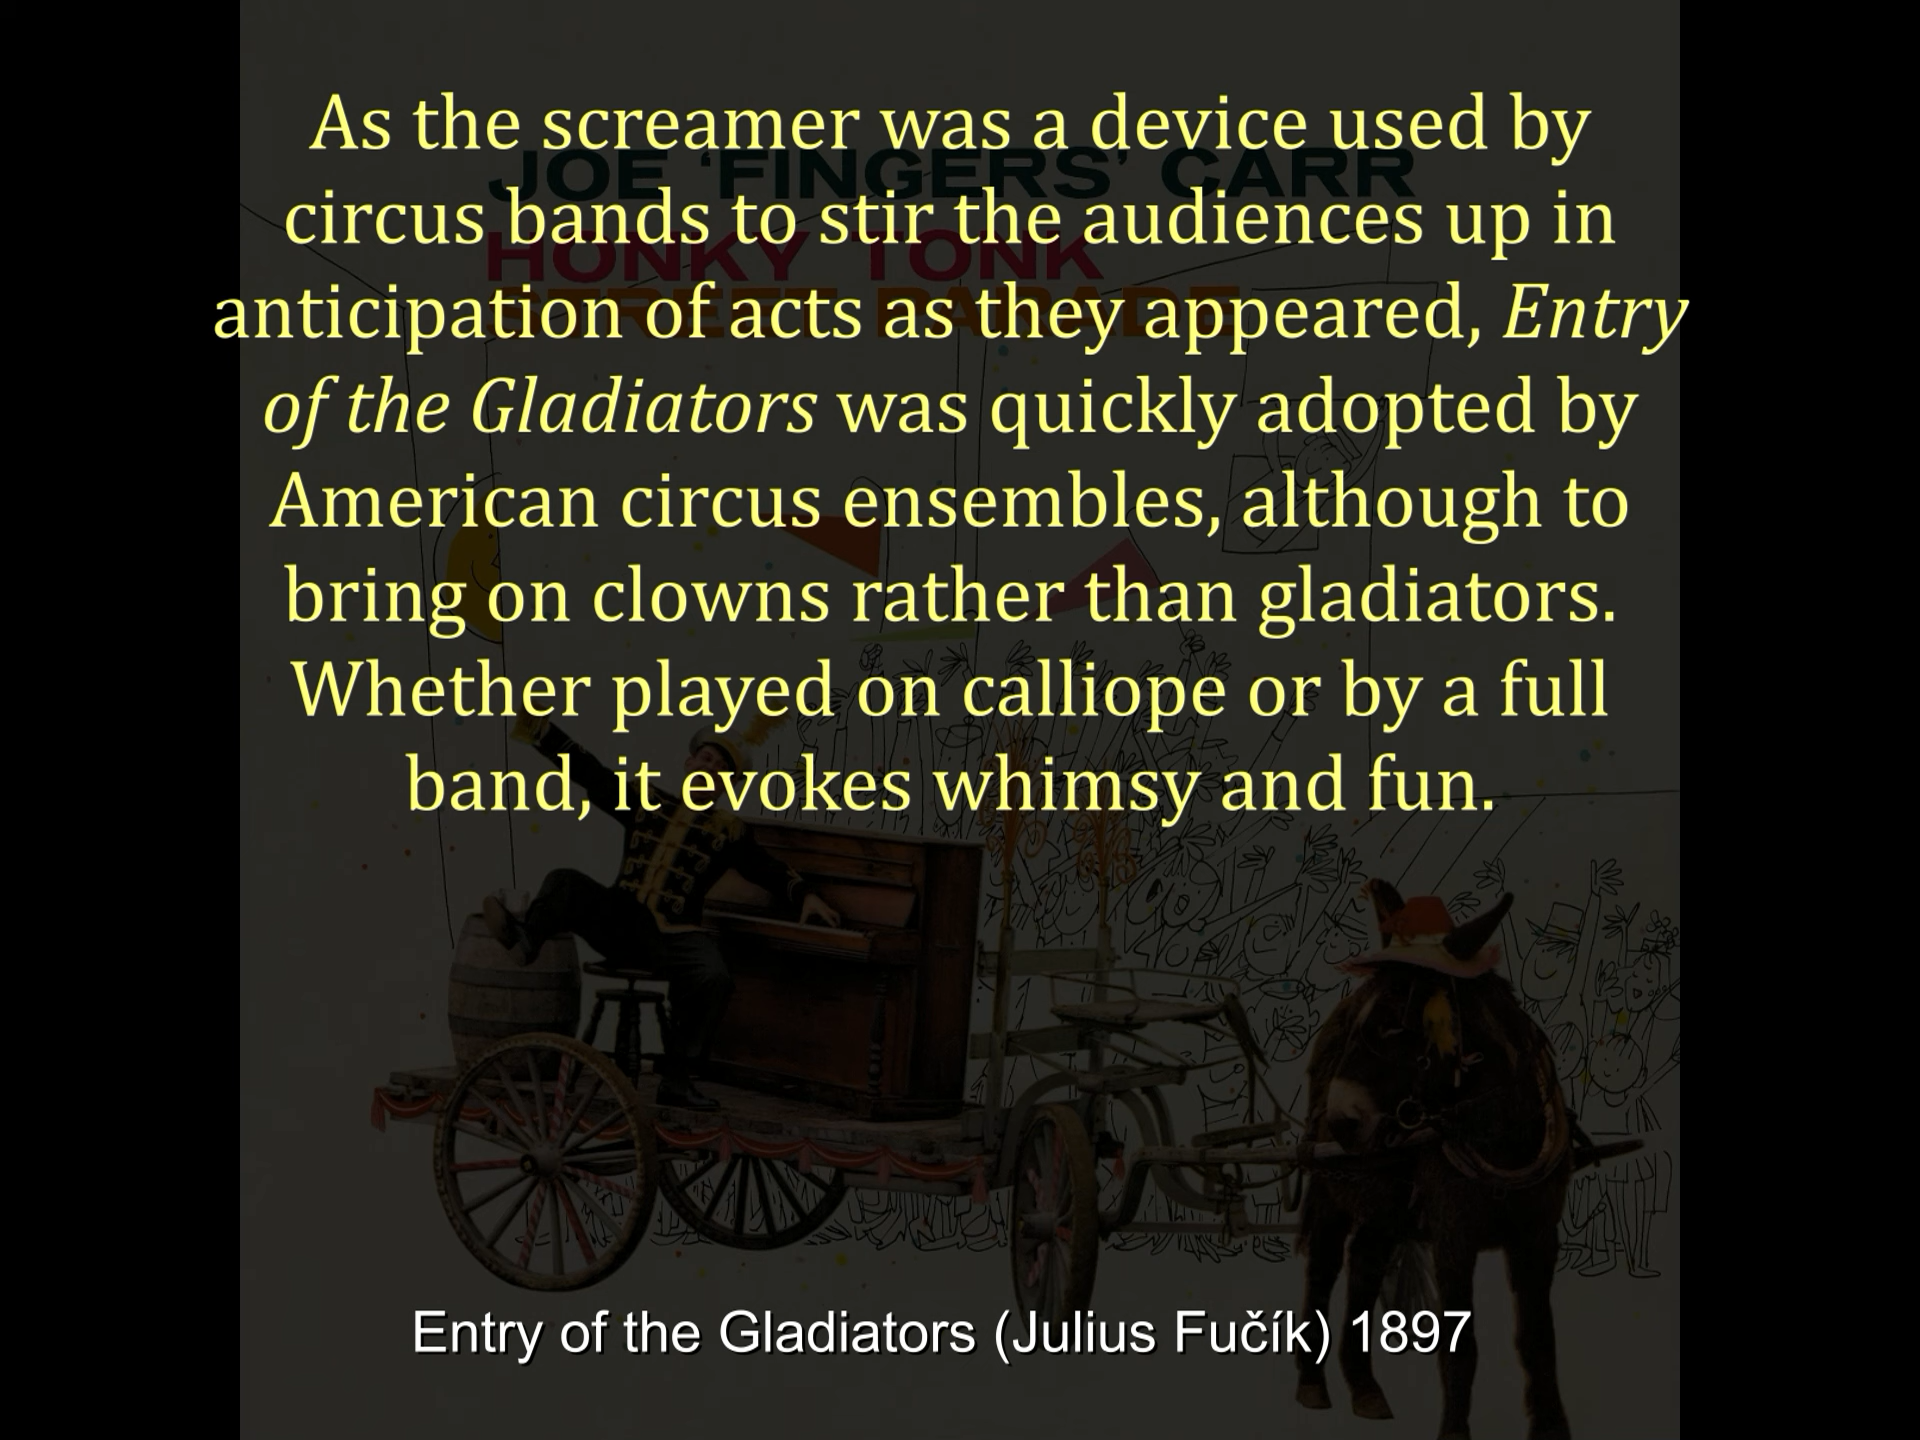 As the screamer was a device used by
circus bands to stir the audiences up in
anticipation of acts as they appeared, Entry
of the Gladiators was quickly adopted by
American circus ensembles, although to
bring on clowns rather than gladiators.
Whether played on calliope or by a full
band, it evokes whimsy and fun.
JOE ‘FINGERS’ CARR
HONKY TONK
STREET PARADE
Entry of the Gladiators (Julius Fučík) 1897